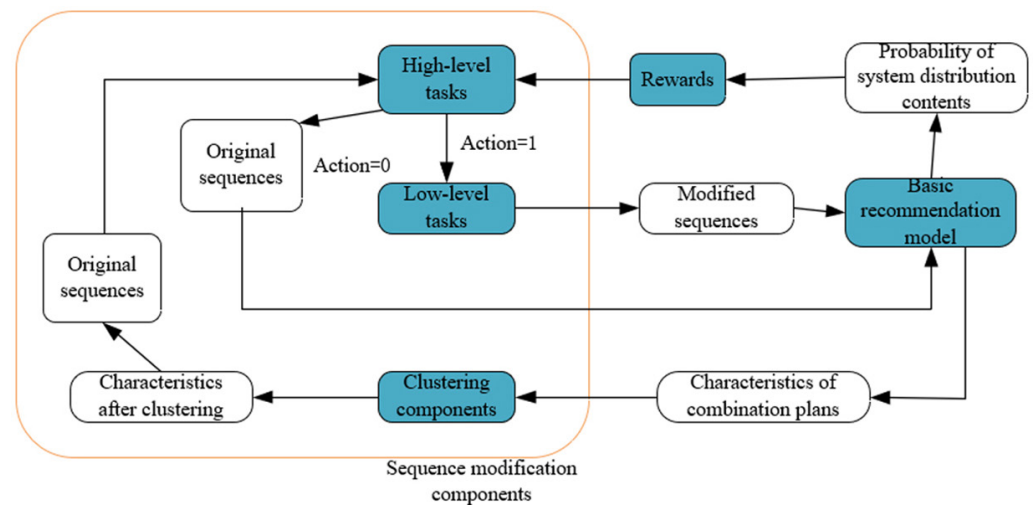 High-level
tasks
Rewards
Probability of
system distribution
contents
Original
sequences
Action=0
Action=1
Low-level
tasks
Modified
sequences
Basic
recommendation
model
Original
sequences
Characteristics
after clustering
Clustering
components
Characteristics of
combination plans
Sequence modification
components